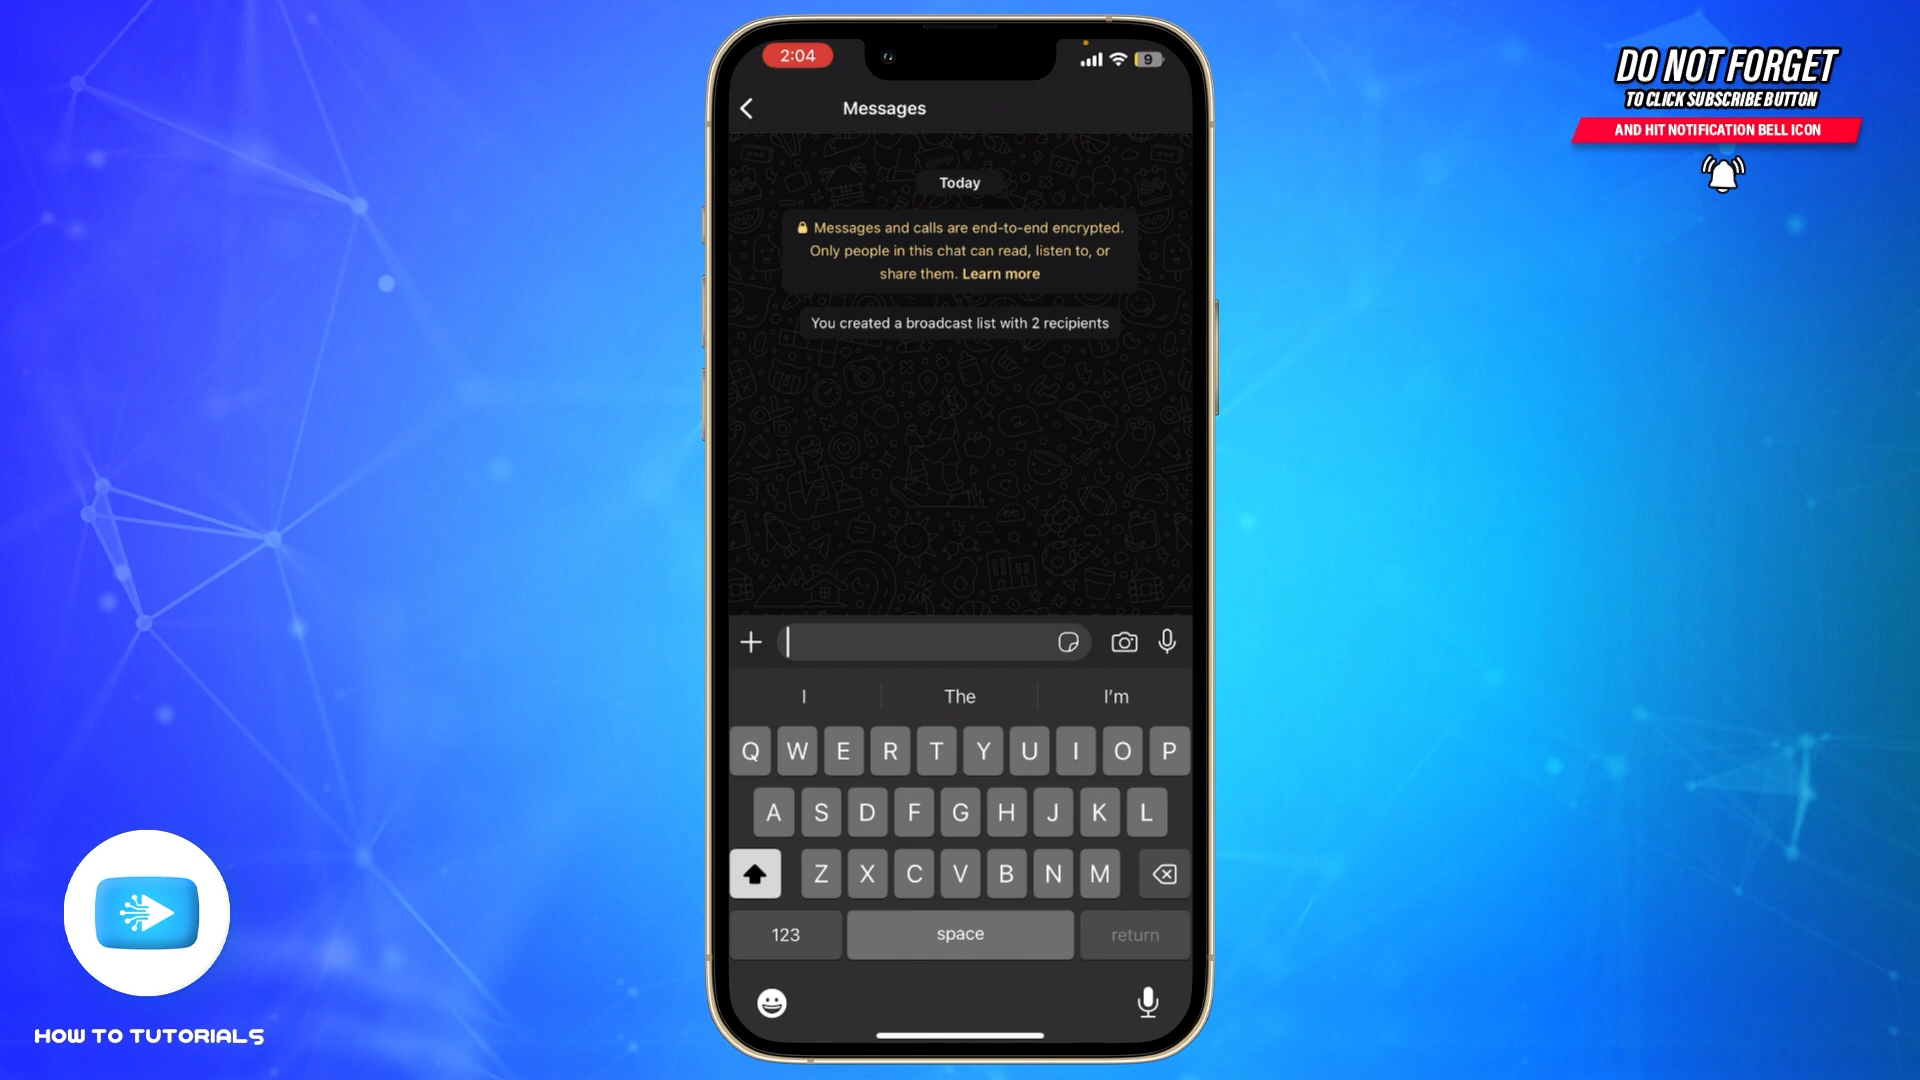 DO NOT FORGET
TO CLICK SUBSCRIBE BUTTON
AND HIT NOTIFICATION BELL ICON
2:04
9
Messages
Today
Messages and calls are end-to-end encrypted.
Only people in this chat can read, listen to, or
share them. Learn more
You created a broadcast list with 2 recipients
I The I'm
Q W E R T Y U I O P
A S D F G H J K L
Z X C V B N M
123 space return
HOW TO TUTORIALS